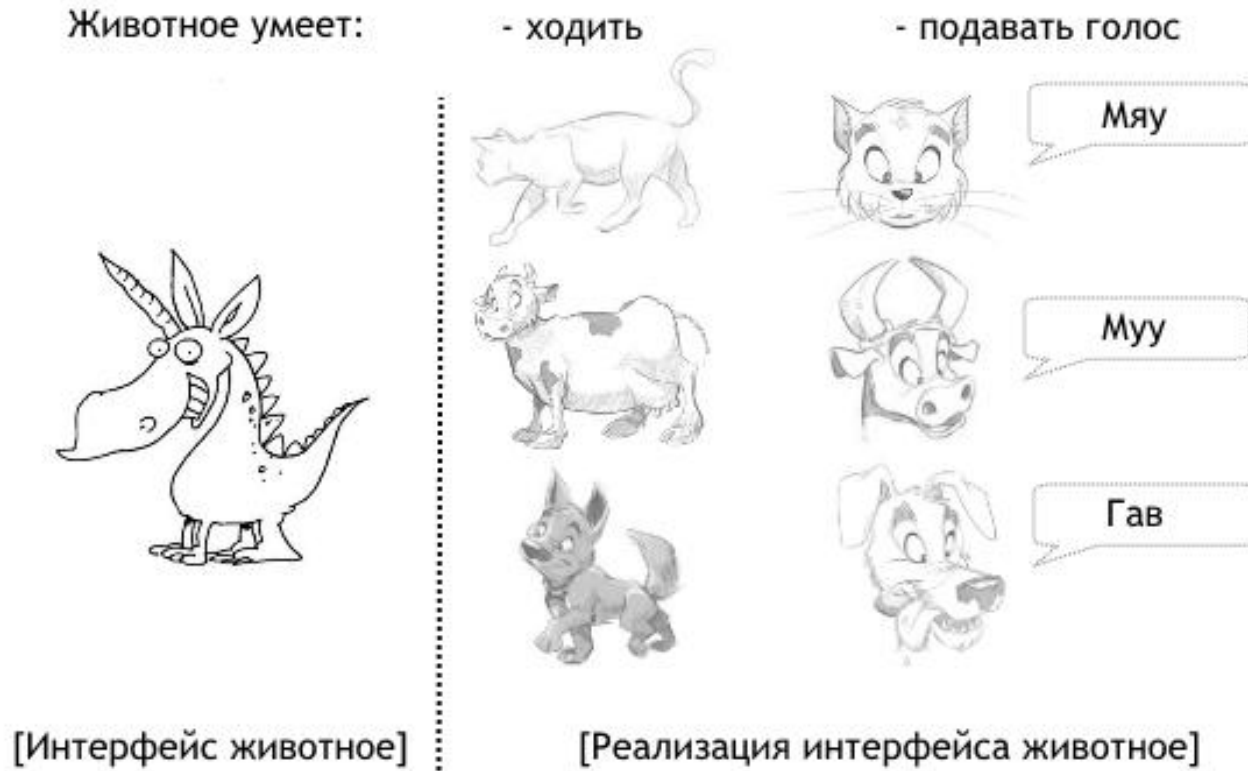 Животное умеет:
- ходить
- подавать голос
Мяу
Муу
Гав
[Интерфейс животное]
[Реализация интерфейса животное]